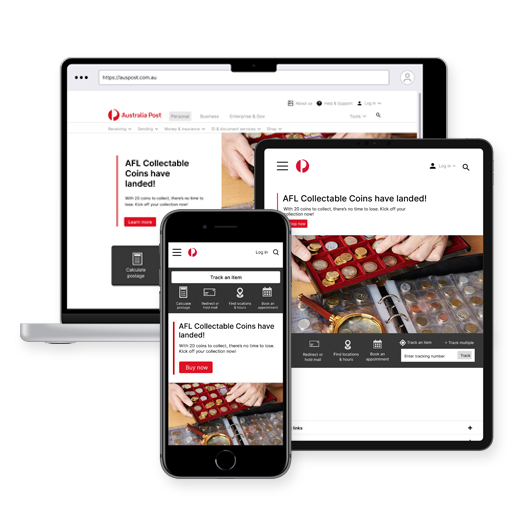 https://auspost.com.au
About us
Help & Support
Log in
Australia Post
Personal
Business
Enterprise & Gov
Tools
Receiving
Sending
Money & insurance
ID & document services
Shop
AFL Collectable
Coins have
landed!
With 20 coins to collect, there's no time to
lose. Kick off your collection now!
Learn more
Calculate
postage
Log in
AFL Collectable Coins have landed!
With 20 coins to collect, there's no time to lose. Kick off your
collection now!
now
Redirect or
hold mail
Find locations
& hours
Book an
appointment
Track an item
+ Track multiple
Enter tracking number
Track
links
Log in
Track an item
Calculate
postage
Redirect or
hold mail
Find locations
& hours
Book an
appointment
AFL Collectable Coins have
landed!
With 20 coins to collect, there's no time to lose.
Kick off your collection now!
Buy now